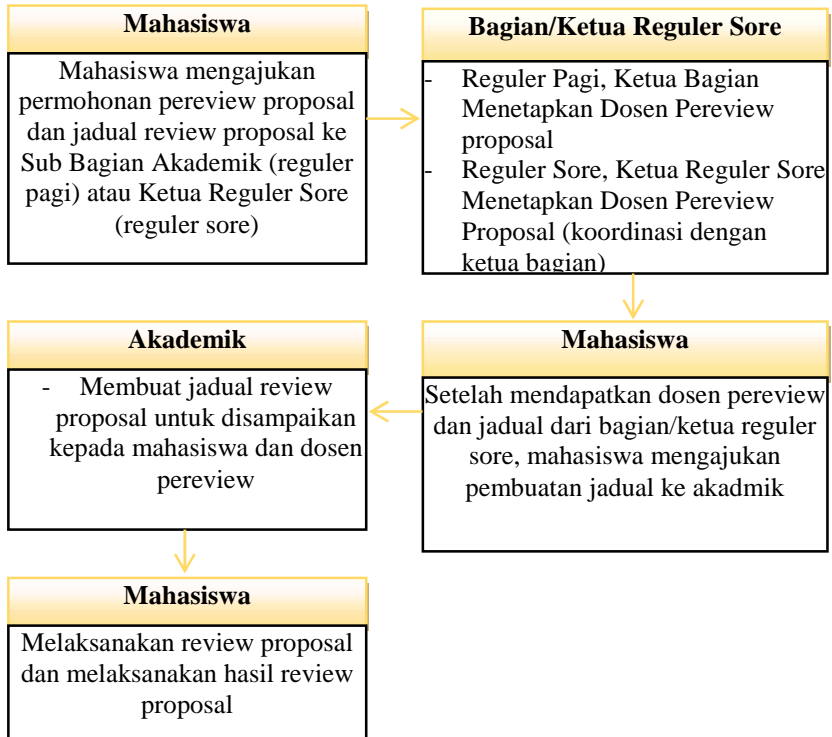 Mahasiswa
Mahasiswa mengajukan
permohonan pereview proposal
dan jadual review proposal ke
Sub Bagian Akademik (reguler
pagi) atau Ketua Reguler Sore
(reguler sore)
Bagian/Ketua Reguler Sore
- Reguler Pagi, Ketua Bagian
Menetapkan Dosen Pereview
proposal
- Reguler Sore, Ketua Reguler Sore
Menetapkan Dosen Pereview
Proposal (koordinasi dengan
ketua bagian)
Mahasiswa
Setelah mendapatkan dosen pereview
dan jadual dari bagian/ketua reguler
sore, mahasiswa mengajukan
pembuatan jadual ke akadmik
Akademik
- Membuat jadual review
proposal untuk disampaikan
kepada mahasiswa dan dosen
pereview
Mahasiswa
Melaksanakan review proposal
dan melaksanakan hasil review
proposal